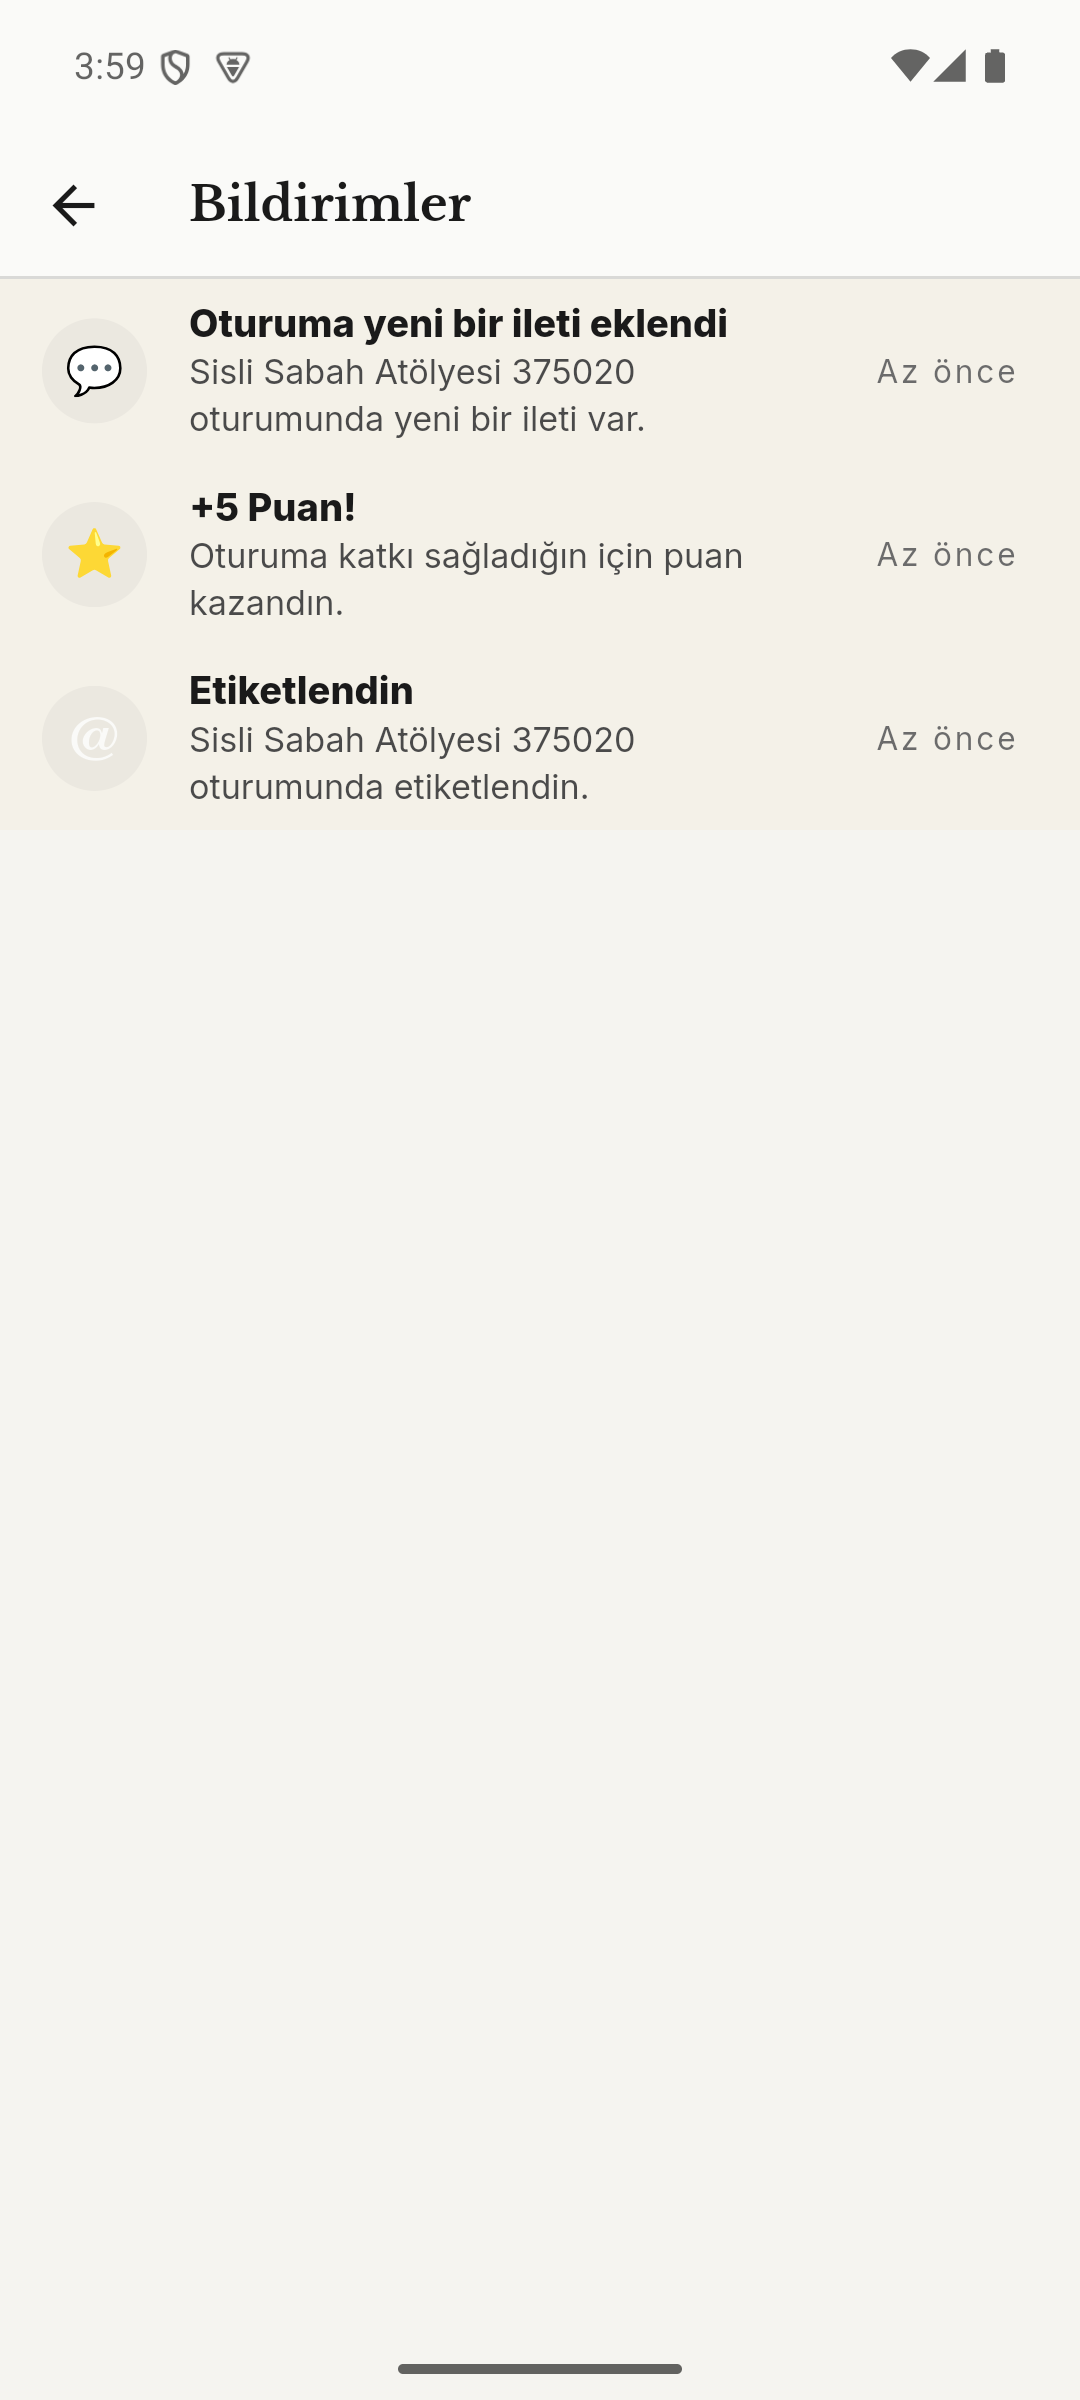 3:59
Bildirimler
Oturuma yeni bir ileti eklendi
Sisli Sabah Atölyesi 375020
oturumunda yeni bir ileti var.
Az önce
+5 Puan!
Oturuma katkı sağladığın için puan
kazandın.
Az önce
@
Etiketlendin
Sisli Sabah Atölyesi 375020
oturumunda etiketlendin.
Az önce